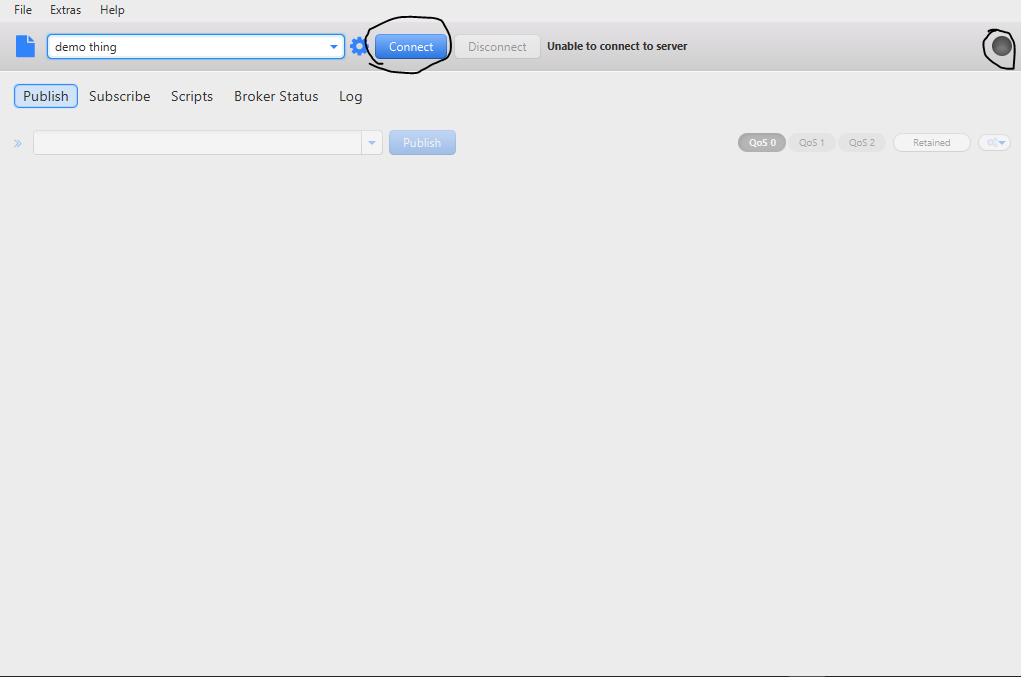 File Extras Help
demo thing Connect Disconnect Unable to connect to server
Publish Subscribe Scripts Broker Status Log
Publish QoS 0 QoS 1 QoS 2 Retained